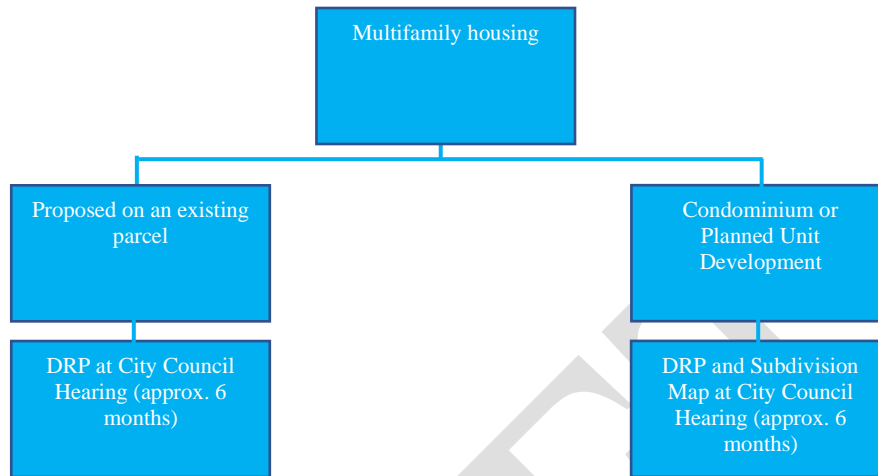 Multifamily housing
Proposed on an existing
parcel
Condominium or
Planned Unit
Development
DRP at City Council
Hearing (approx. 6
months)
DRP and Subdivision
Map at City Council
Hearing (approx. 6
months)